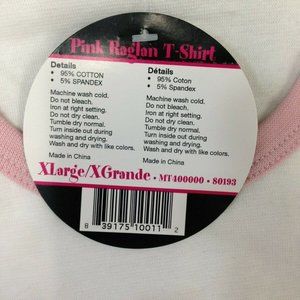 Pink Raglan T-Shirt
Details
• 95% COTTON
• 5% SPANDEX
Machine wash cold.
Do not bleach.
Iron at right setting.
Do not dry clean.
Tumble dry normal.
Turn inside out during
washing and drying.
Wash and dry with like colors.
Made in China
Détails
• 95% Coton
• 5% Spandex
Machine wash cold.
Do not bleach.
Iron at right setting.
Do not dry clean.
Tumble dry normal.
Turn inside out during
washing and drying.
Wash and dry with like colors.
Made in China
XLarge/XGrande • MT400000 • 80193
8 39175 10011 2